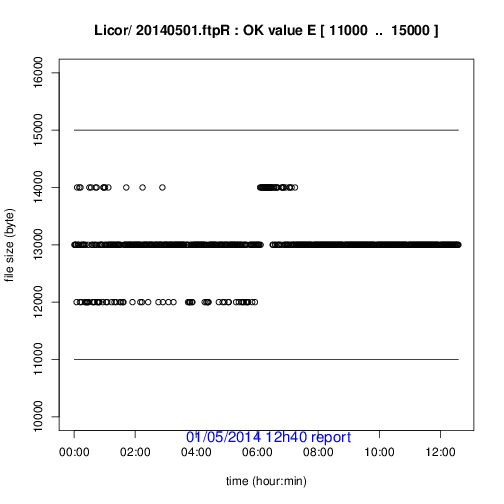 Licor/ 20140501.ftpR : OK value E [ 11000 .. 15000 ]
16000
15000
14000
13000
12000
11000
10000
file size (byte)
00:00 02:00 04:00 06:00 08:00 10:00 12:00
01/05/2014 12h40 report
time (hour:min)